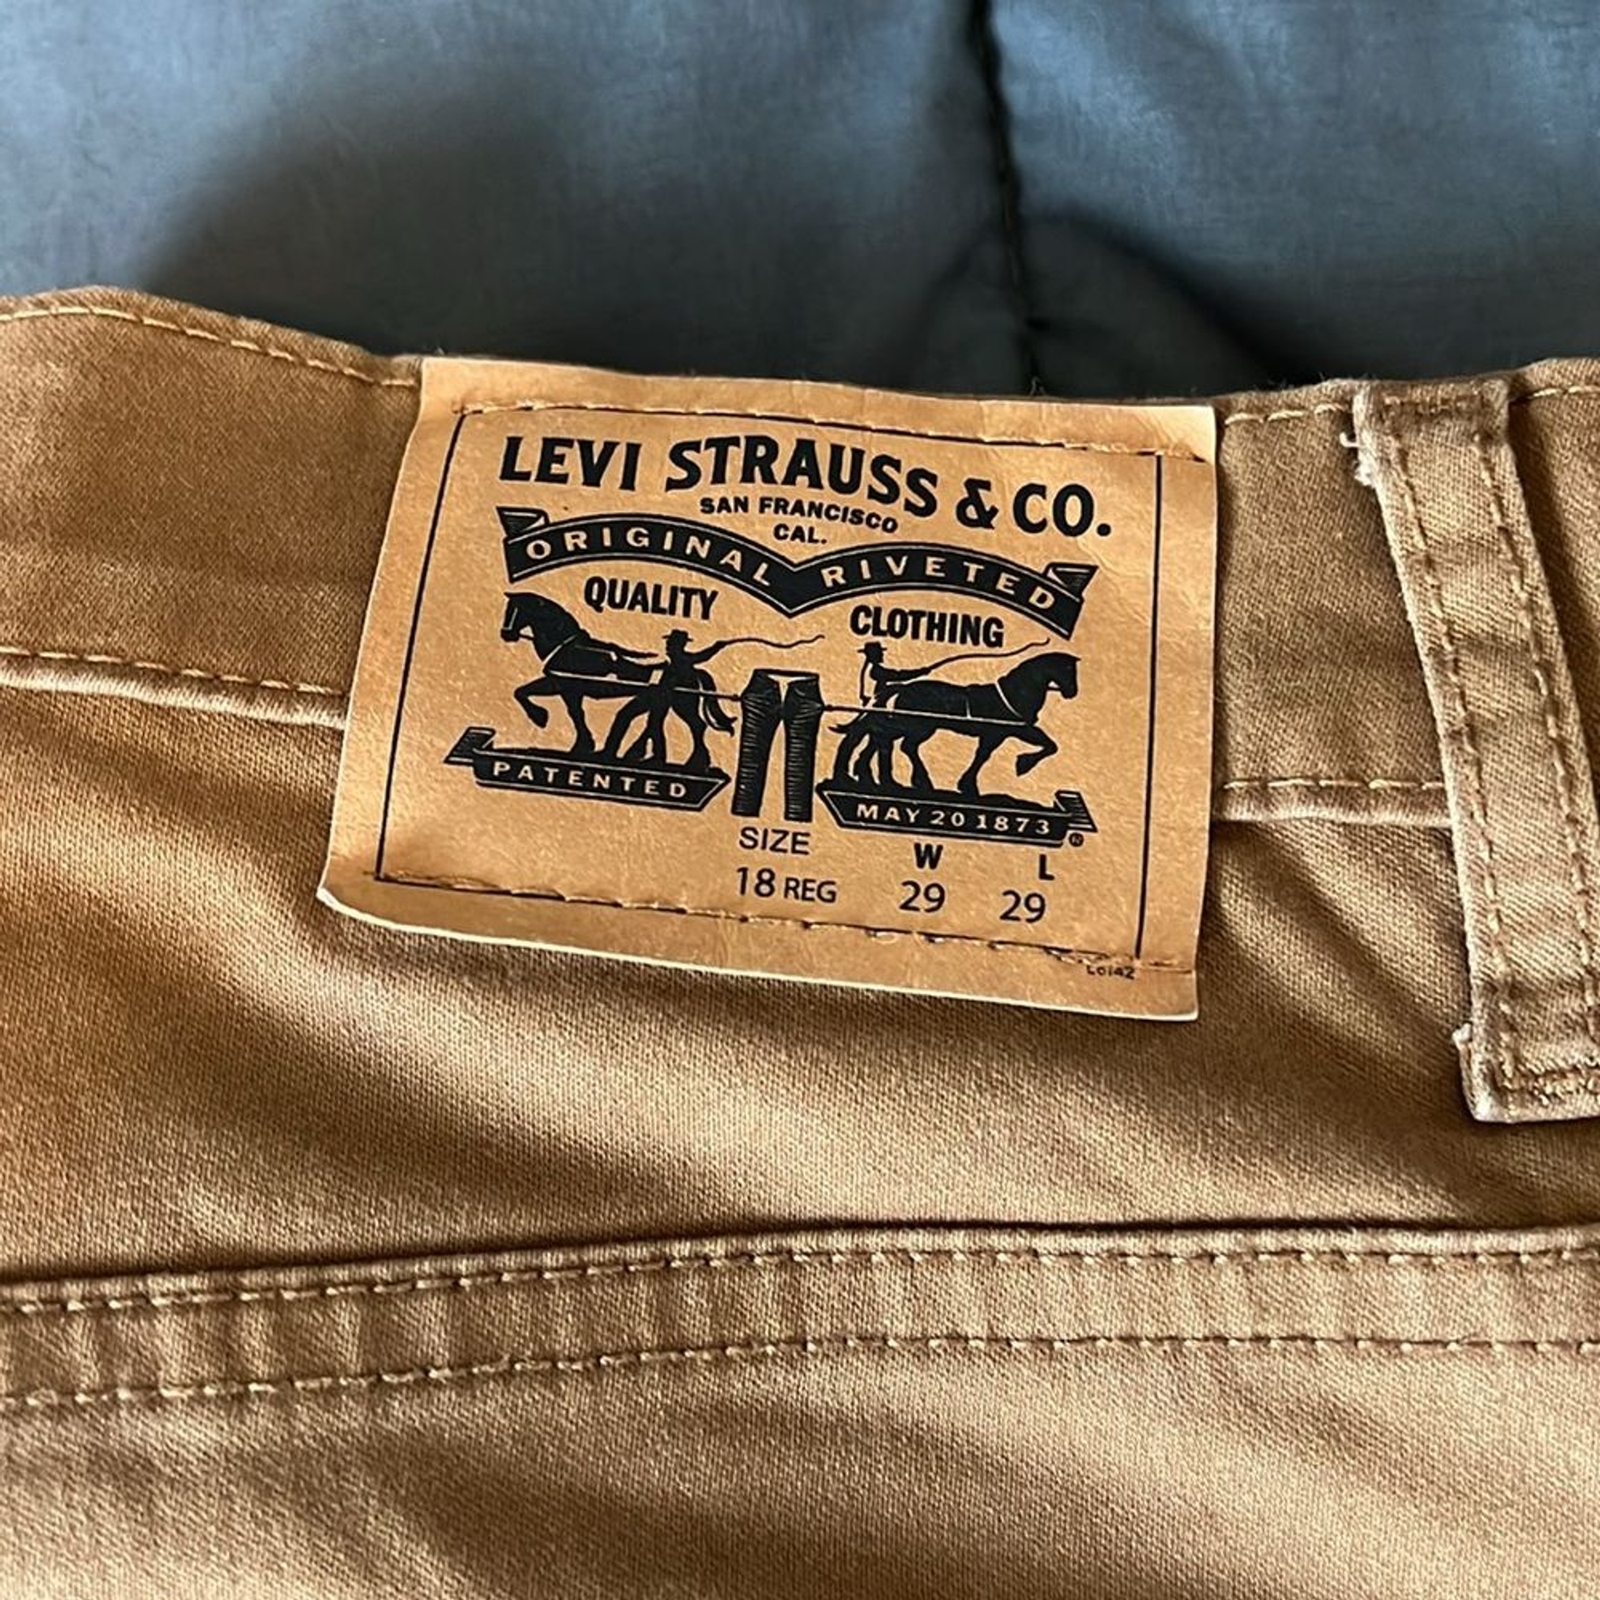 LEVI STRAUSS & CO.
SAN FRANCISCO
CAL.
ORIGINAL RIVETED
QUALITY CLOTHING
PATENTED MAY 20 1873 ®
SIZE W L
18 REG 29 29